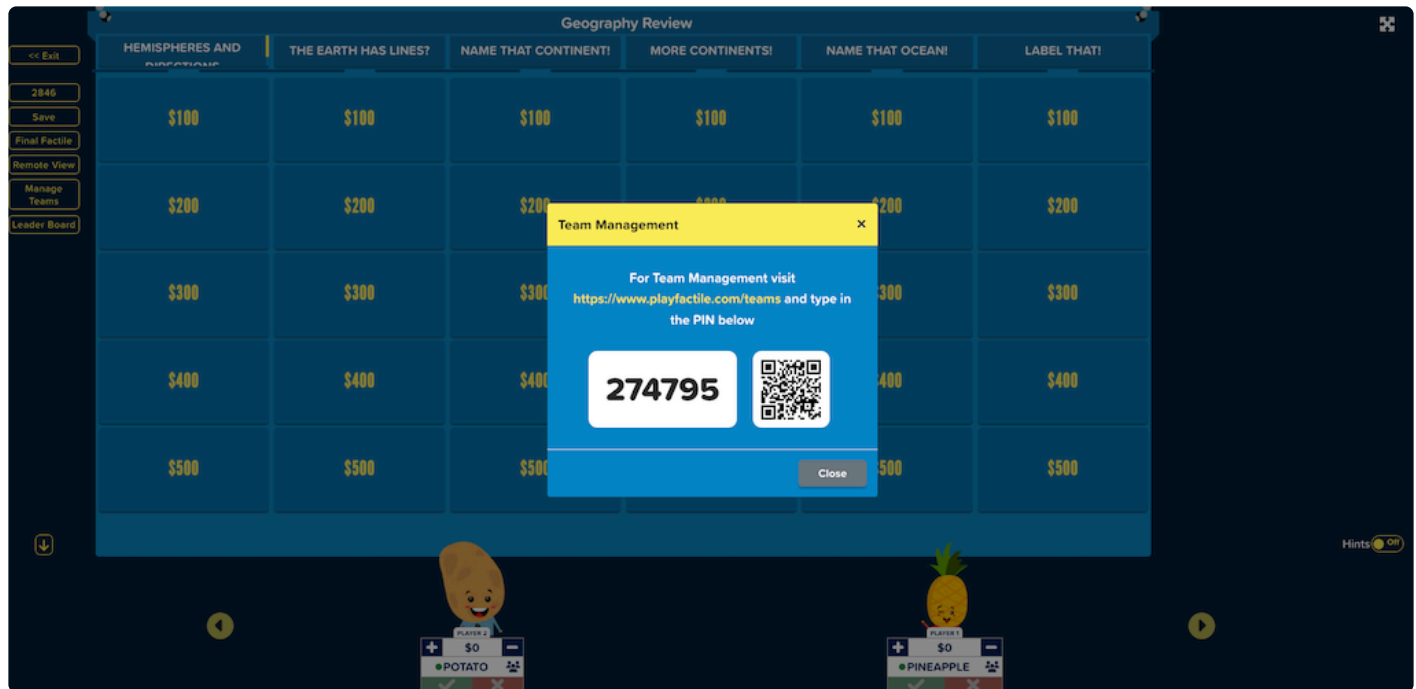 Geography Review
<< Exit
2846
Save
Final Factile
Remote View
Manage
Teams
Leader Board
HEMISPHERES AND
DIRECTIONS
THE EARTH HAS LINES?
NAME THAT CONTINENT!
MORE CONTINENTS!
NAME THAT OCEAN!
LABEL THAT!
$100 $100 $100 $100 $100 $100
$200 $200 $200 $200 $200 $200
$300 $300 $300 $300 $300
$400 $400 $400 $400 $400
$500 $500 $500 $500 $500
Team Management ×
For Team Management visit
https://www.playfactile.com/teams and type in
the PIN below
274795
Close
Hints Off
PLAYER 2
+ $0 −
POTATO
PLAYER 1
+ $0 −
PINEAPPLE